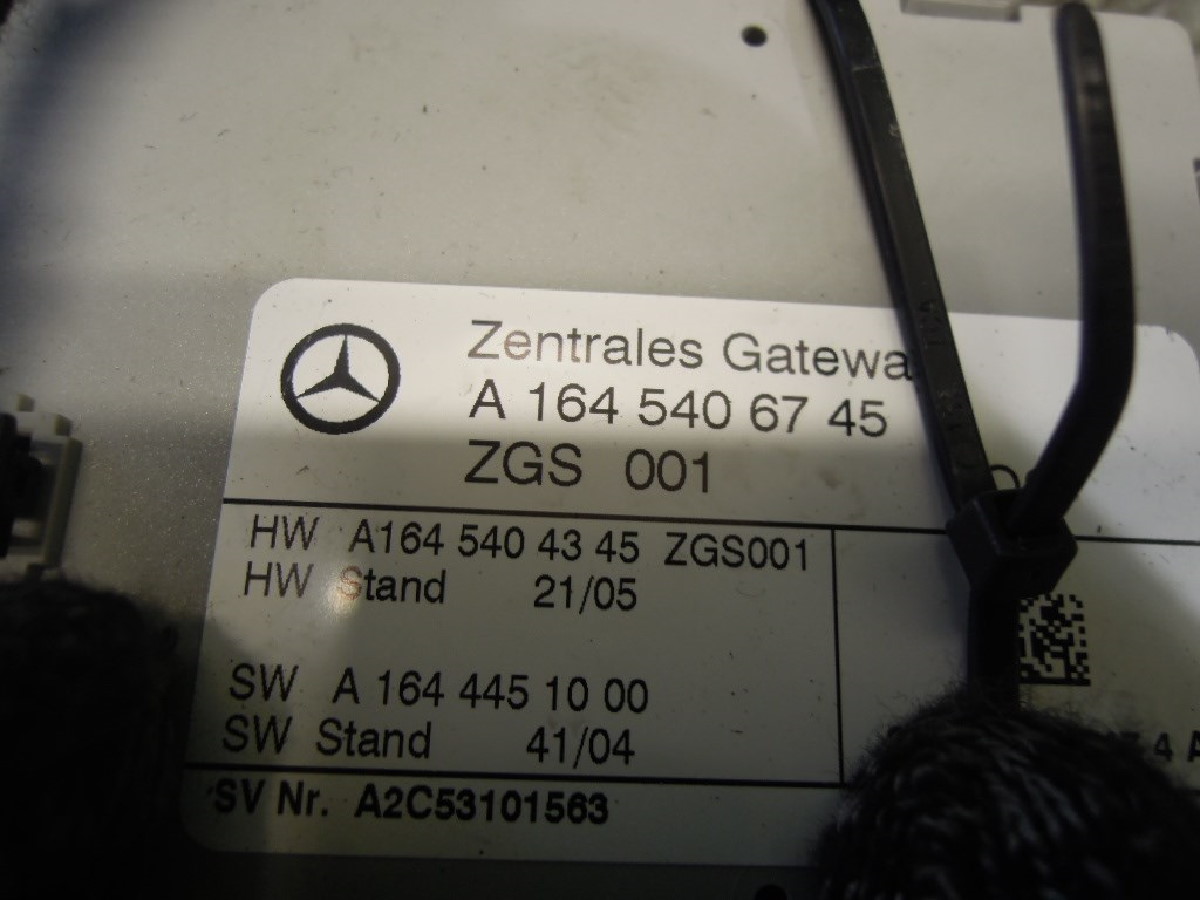 Zentrales Gatewa
A 164 540 67 45
ZGS 001
HW A164 540 43 45 ZGS001
HW Stand 21/05
SW A 164 445 10 00
SW Stand 41/04
SV Nr. A2C53101563